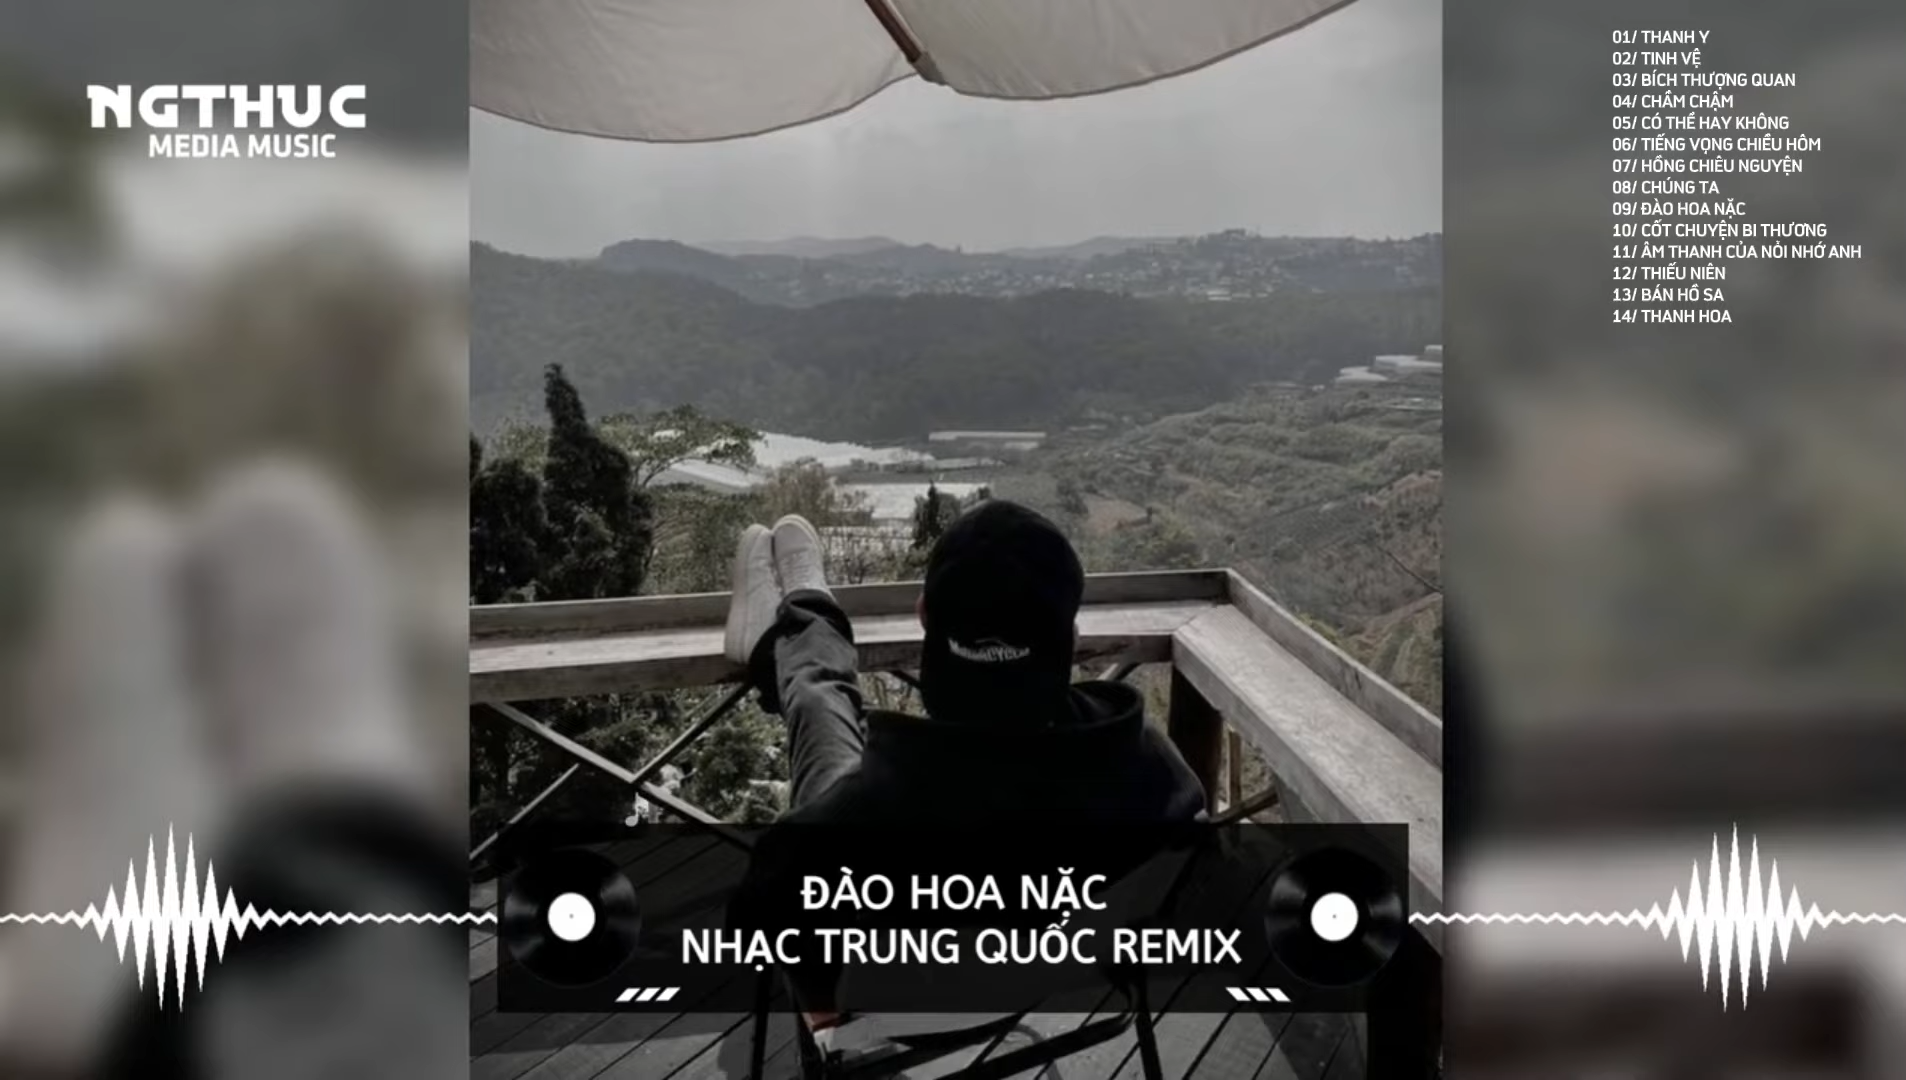 NGTHUC
MEDIA MUSIC
01/ THANH Y
02/ TINH VỆ
03/ BÍCH THƯỢNG QUAN
04/ CHẦM CHẬM
05/ CÓ THỂ HAY KHÔNG
06/ TIẾNG VỌNG CHIỀU HÔM
07/ HỒNG CHIÊU NGUYỆN
08/ CHÚNG TA
09/ ĐÀO HOA NẶC
10/ CỐT CHUYỆN BI THƯƠNG
11/ ÂM THANH CỦA NỖI NHỚ ANH
12/ THIẾU NIÊN
13/ BÁN HỒ SA
14/ THANH HOA
ĐÀO HOA NẶC
NHẠC TRUNG QUỐC REMIX